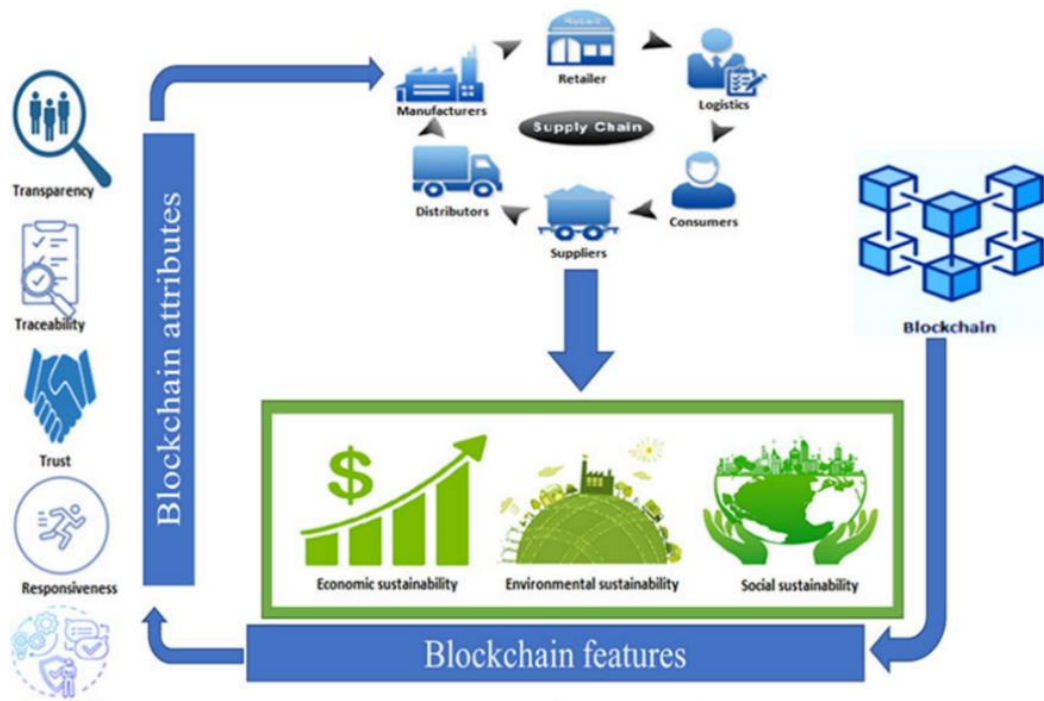 Transparency
Traceability
Trust
Responsiveness
Blockchain attributes
Retailer
Manufacturers
Retailer
Logistics
Supply Chain
Distributors
Consumers
Suppliers
Blockchain
Economic sustainability
Environmental sustainability
Social sustainability
Blockchain features